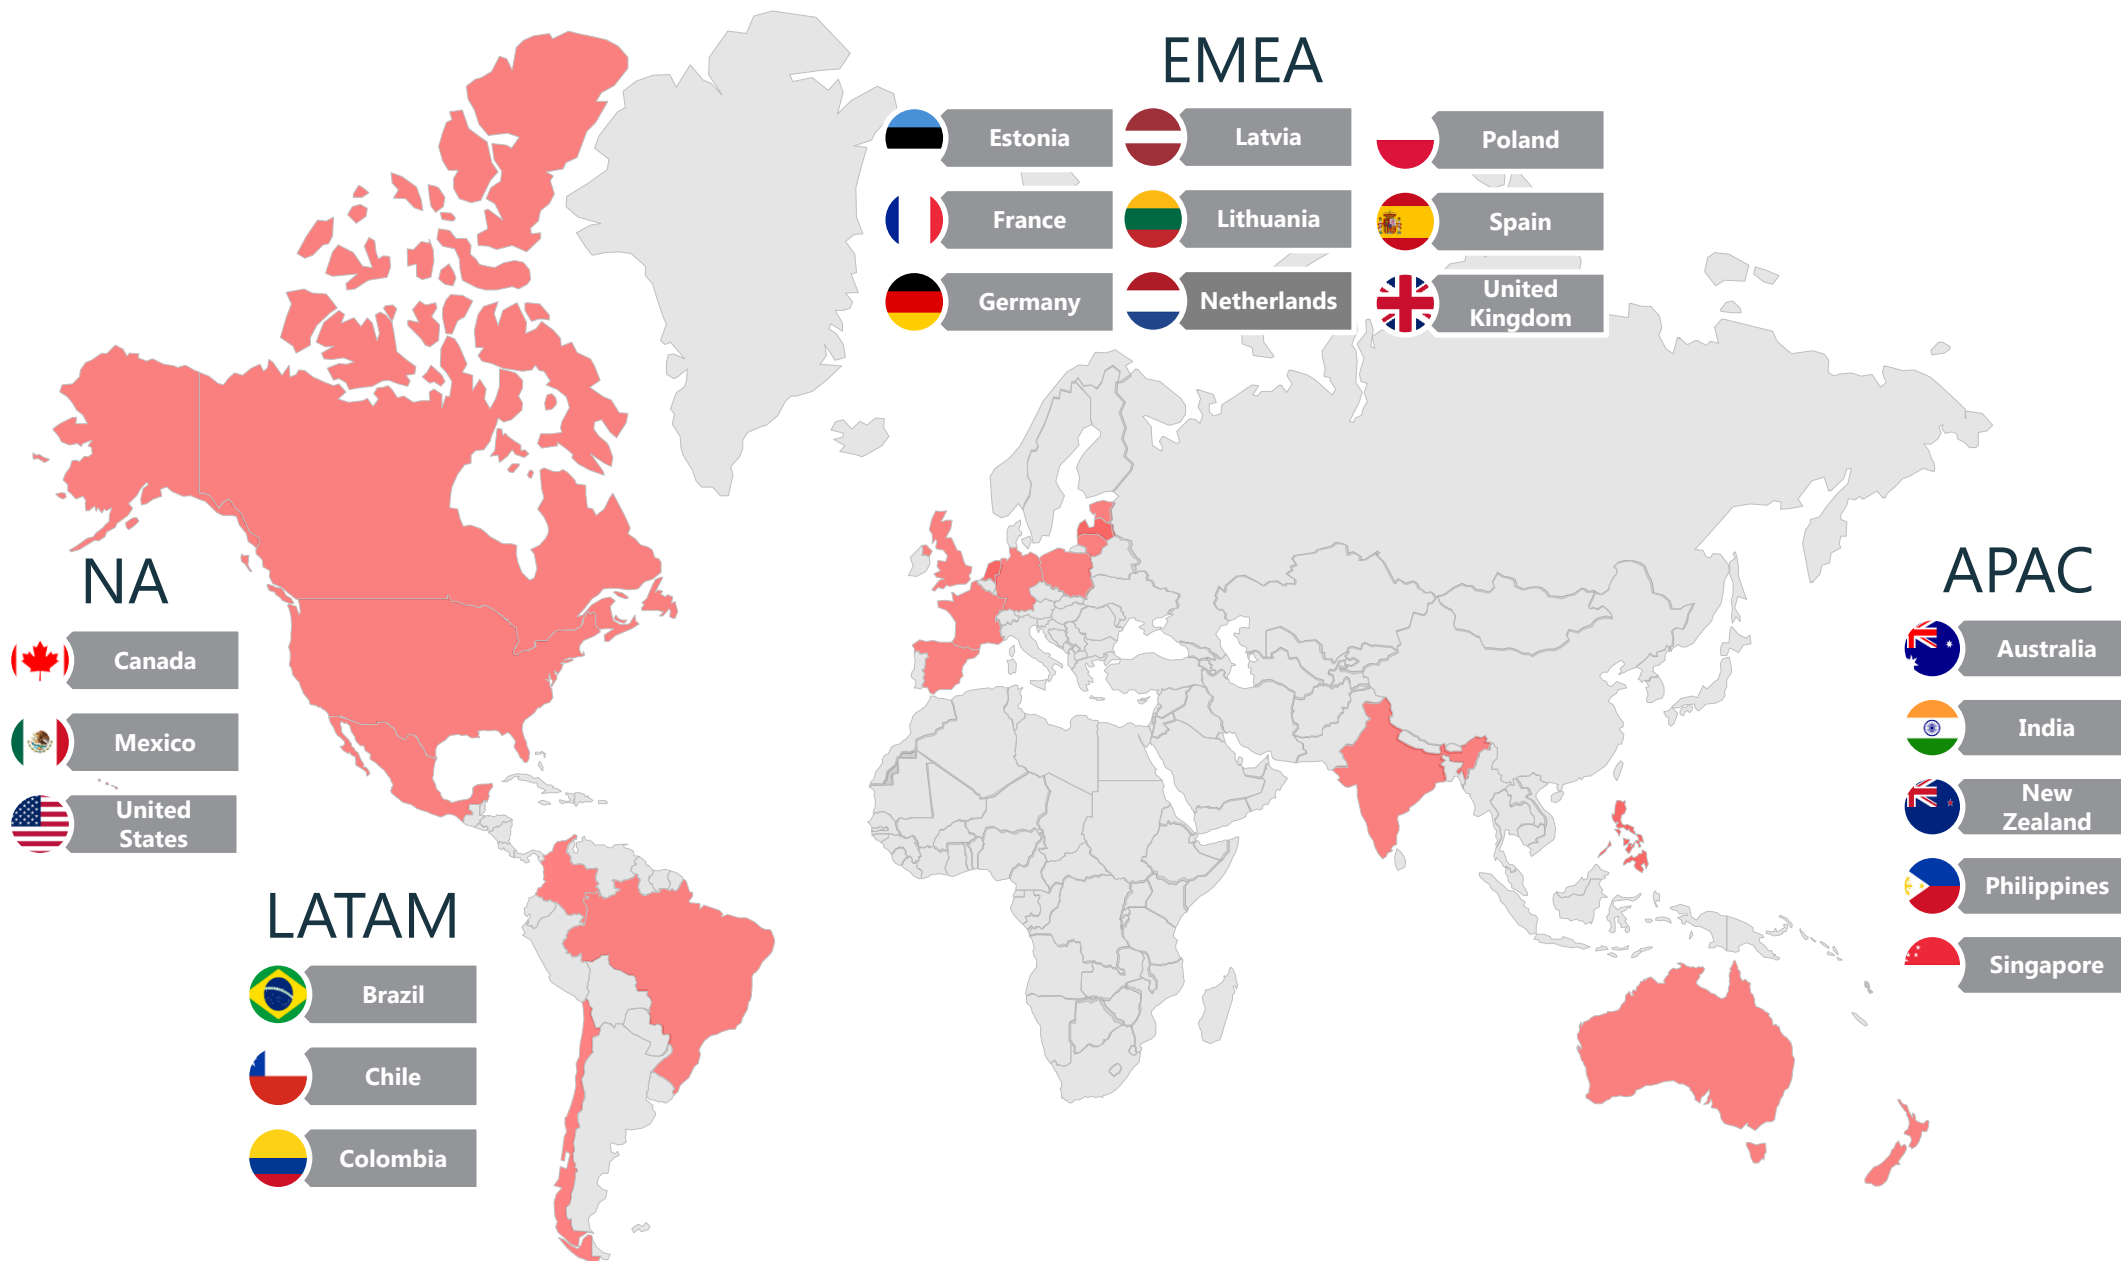 EMEA
Estonia
Latvia
Poland
France
Lithuania
Spain
Germany
Netherlands
United
Kingdom
NA
Canada
Mexico
United
States
LATAM
Brazil
Chile
Colombia
APAC
Australia
India
New
Zealand
Philippines
Singapore